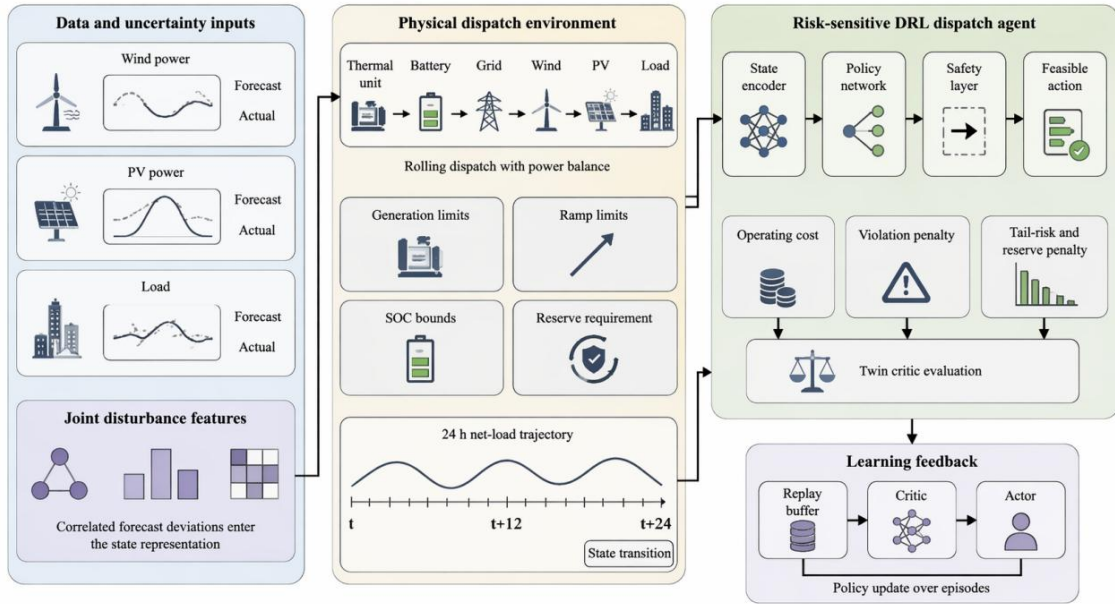 Data and uncertainty inputs
Wind power
Forecast
Actual
PV power
Forecast
Actual
Load
Forecast
Actual
Joint disturbance features
Correlated forecast deviations enter
the state representation
Physical dispatch environment
Thermal
unit
Battery
Grid
Wind
PV
Load
Rolling dispatch with power balance
Generation limits
Ramp limits
SOC bounds
Reserve requirement
24 h net-load trajectory
t
t+12
t+24
State transition
Risk-sensitive DRL dispatch agent
State
encoder
Policy
network
Safety
layer
Feasible
action
Operating cost
Violation penalty
Tail-risk and
reserve penalty
Twin critic evaluation
Learning feedback
Replay
buffer
Critic
Actor
Policy update over episodes